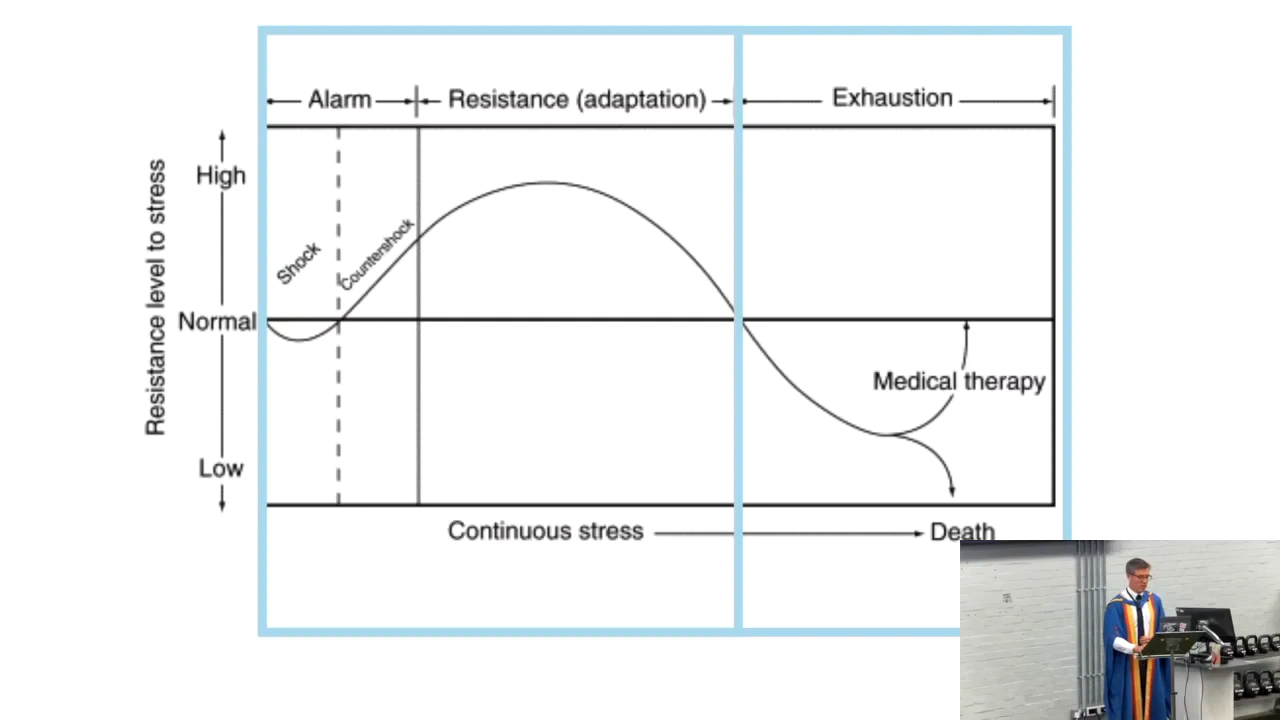 Alarm
Resistance (adaptation)
Exhaustion
Resistance level to stress
High
Normal
Low
Shock
Countershock
Medical therapy
Continuous stress
Death